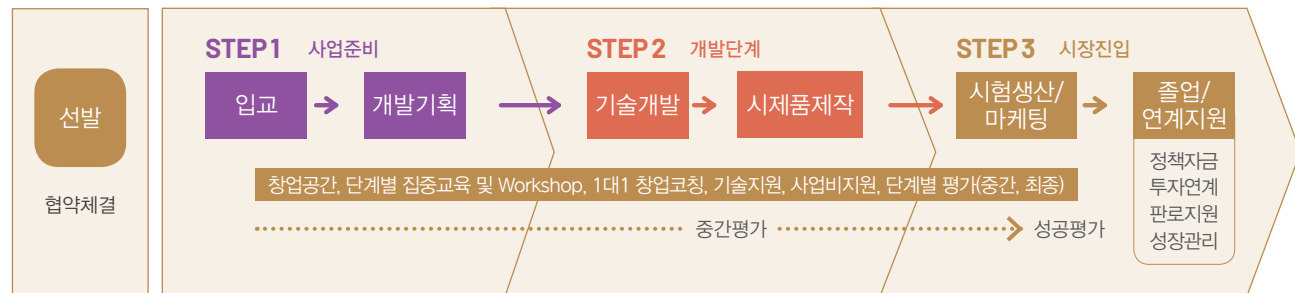 선발
협약체결
STEP 1 사업준비
입교
개발기획
STEP 2 개발단계
기술개발
시제품제작
STEP 3 시장진입
시험생산/
마케팅
졸업/
연계지원
정책자금
투자연계
판로지원
성장관리
창업공간, 단계별 집중교육 및 Workshop, 1대1 창업코칭, 기술지원, 사업비지원, 단계별 평가(중간, 최종)
중간평가
성공평가